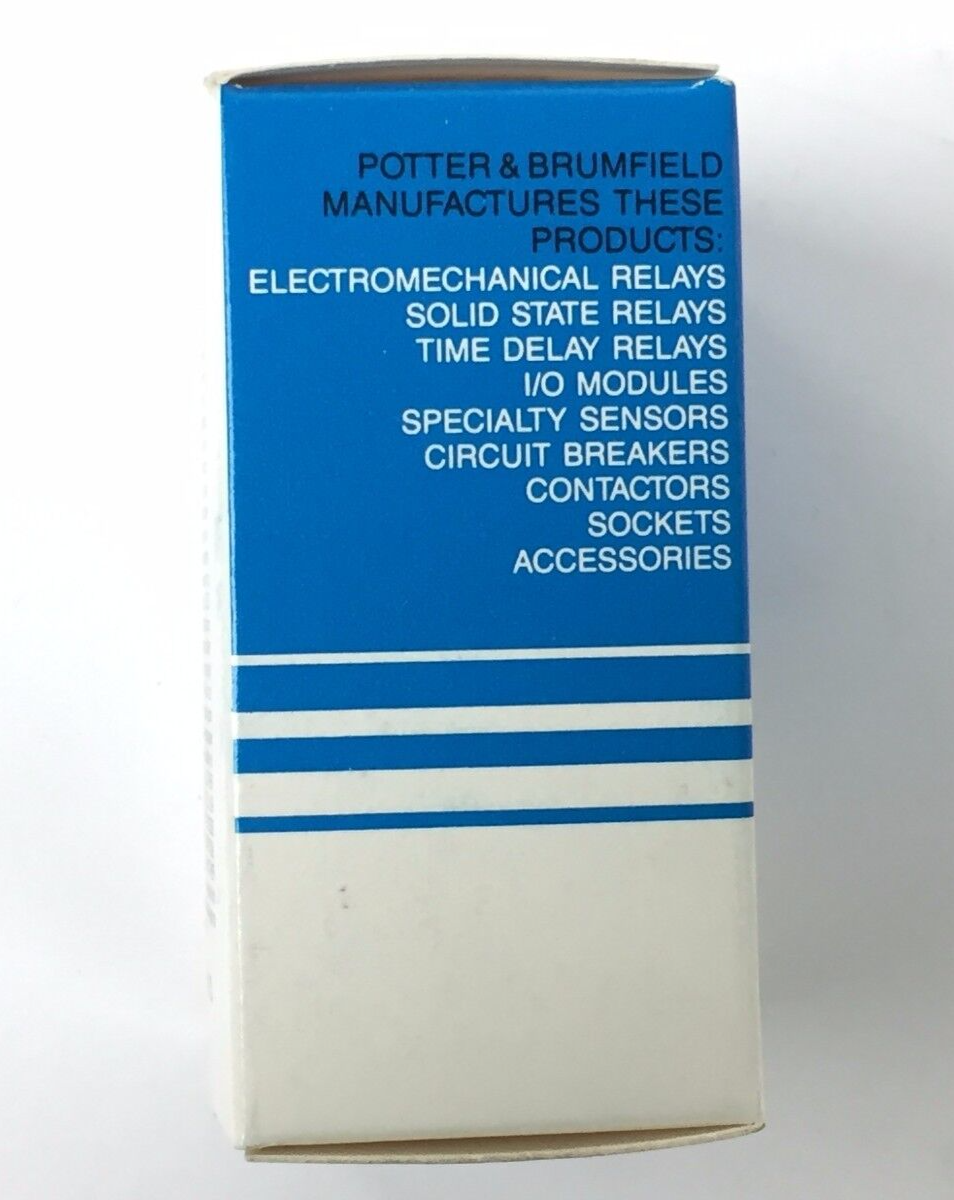 POTTER & BRUMFIELD
MANUFACTURES THESE
PRODUCTS:
ELECTROMECHANICAL RELAYS
SOLID STATE RELAYS
TIME DELAY RELAYS
I/O MODULES
SPECIALTY SENSORS
CIRCUIT BREAKERS
CONTACTORS
SOCKETS
ACCESSORIES